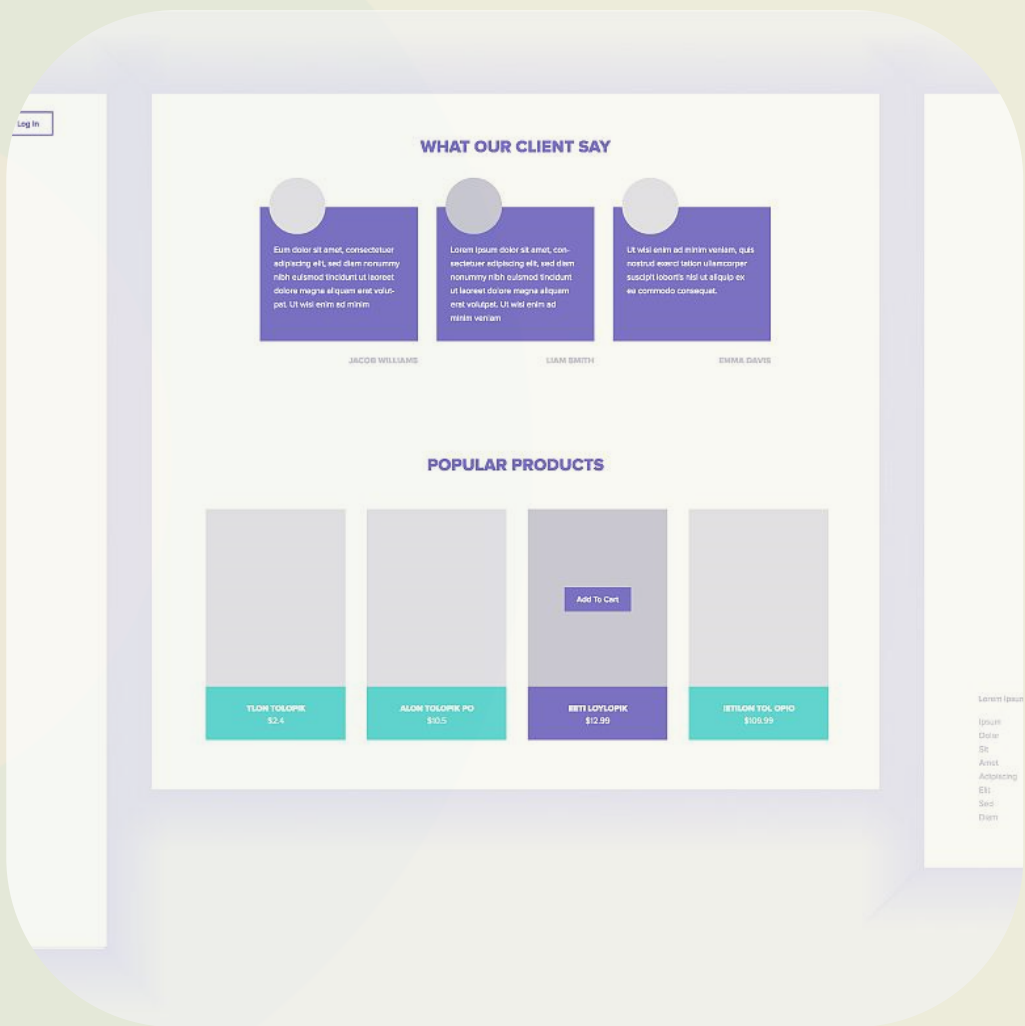 Log In
WHAT OUR CLIENT SAY
Eum dolor sit amet, consectetuer
adipiscing elit, sed diam nonummy
nibh euismod tincidunt ut laoreet
dolore magna aliquam erat volut-
pat. Ut wisi enim ad minim
JACOB WILLIAMS
Lorem ipsum dolor sit amet, con-
sectetuer adipiscing elit, sed diam
nonummy nibh euismod tincidunt
ut laoreet dolore magna aliquam
erat volutpat. Ut wisi enim ad
minim veniam
LIAM SMITH
Ut wisi enim ad minim veniam, quis
nostrud exerci tation ullamcorper
suscipit lobortis nisl ut aliquip ex
ea commodo consequat.
EMMA DAVIS
POPULAR PRODUCTS
TLON TOLOPIK
$2.4
ALON TOLOPIK PO
$10.5
Add To Cart
EETI LOYLOPIK
$12.99
IETILON TOL OPIO
$109.99
Lorem Ipsum
Ipsum
Dolor
Sit
Amet
Adipiscing
Elit
Sed
Diam